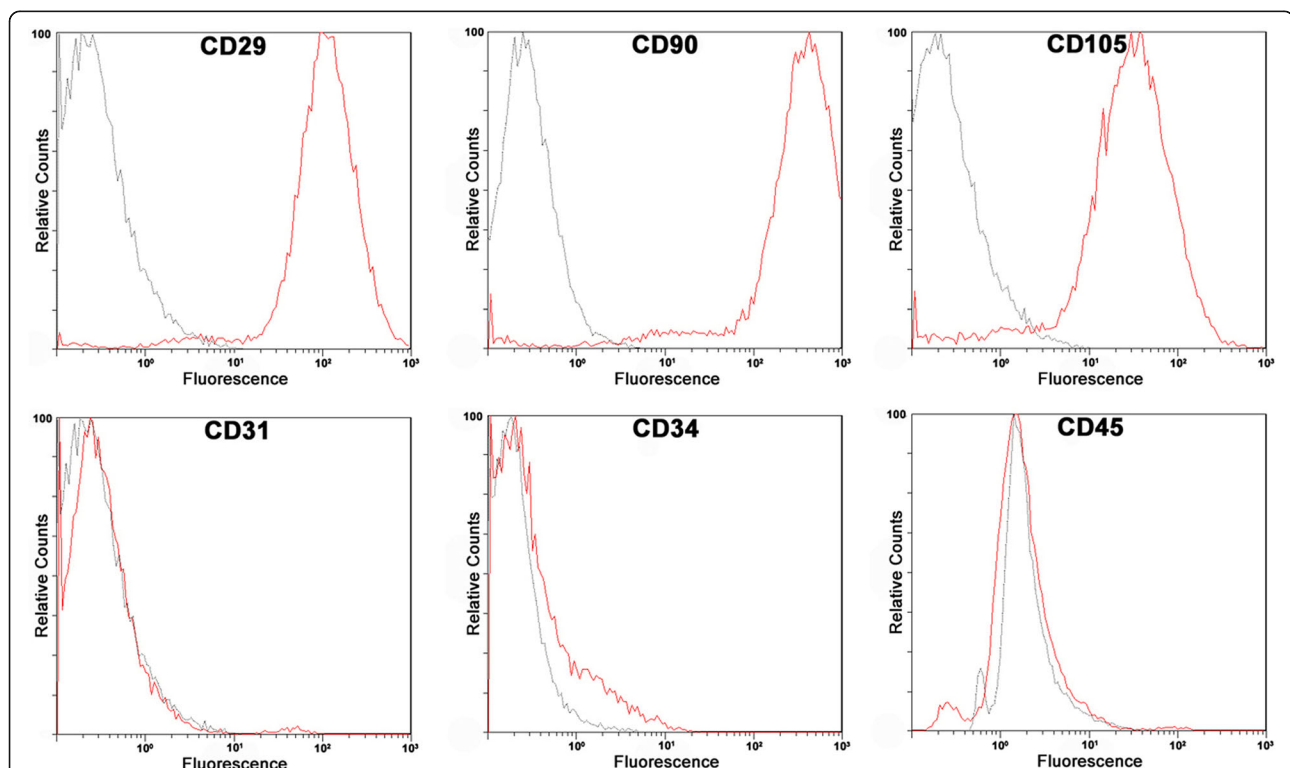 CD29
100
Relative Counts
10⁰ 10¹ 10² 10³
Fluorescence
CD90
100
Relative Counts
10⁰ 10¹ 10² 10³
Fluorescence
CD105
100
Relative Counts
10⁰ 10¹ 10² 10³
Fluorescence
CD31
100
Relative Counts
10⁰ 10¹ 10² 10³
Fluorescence
CD34
100
Relative Counts
10⁰ 10¹ 10² 10³
Fluorescence
CD45
100
Relative Counts
10⁰ 10¹ 10² 10³
Fluorescence